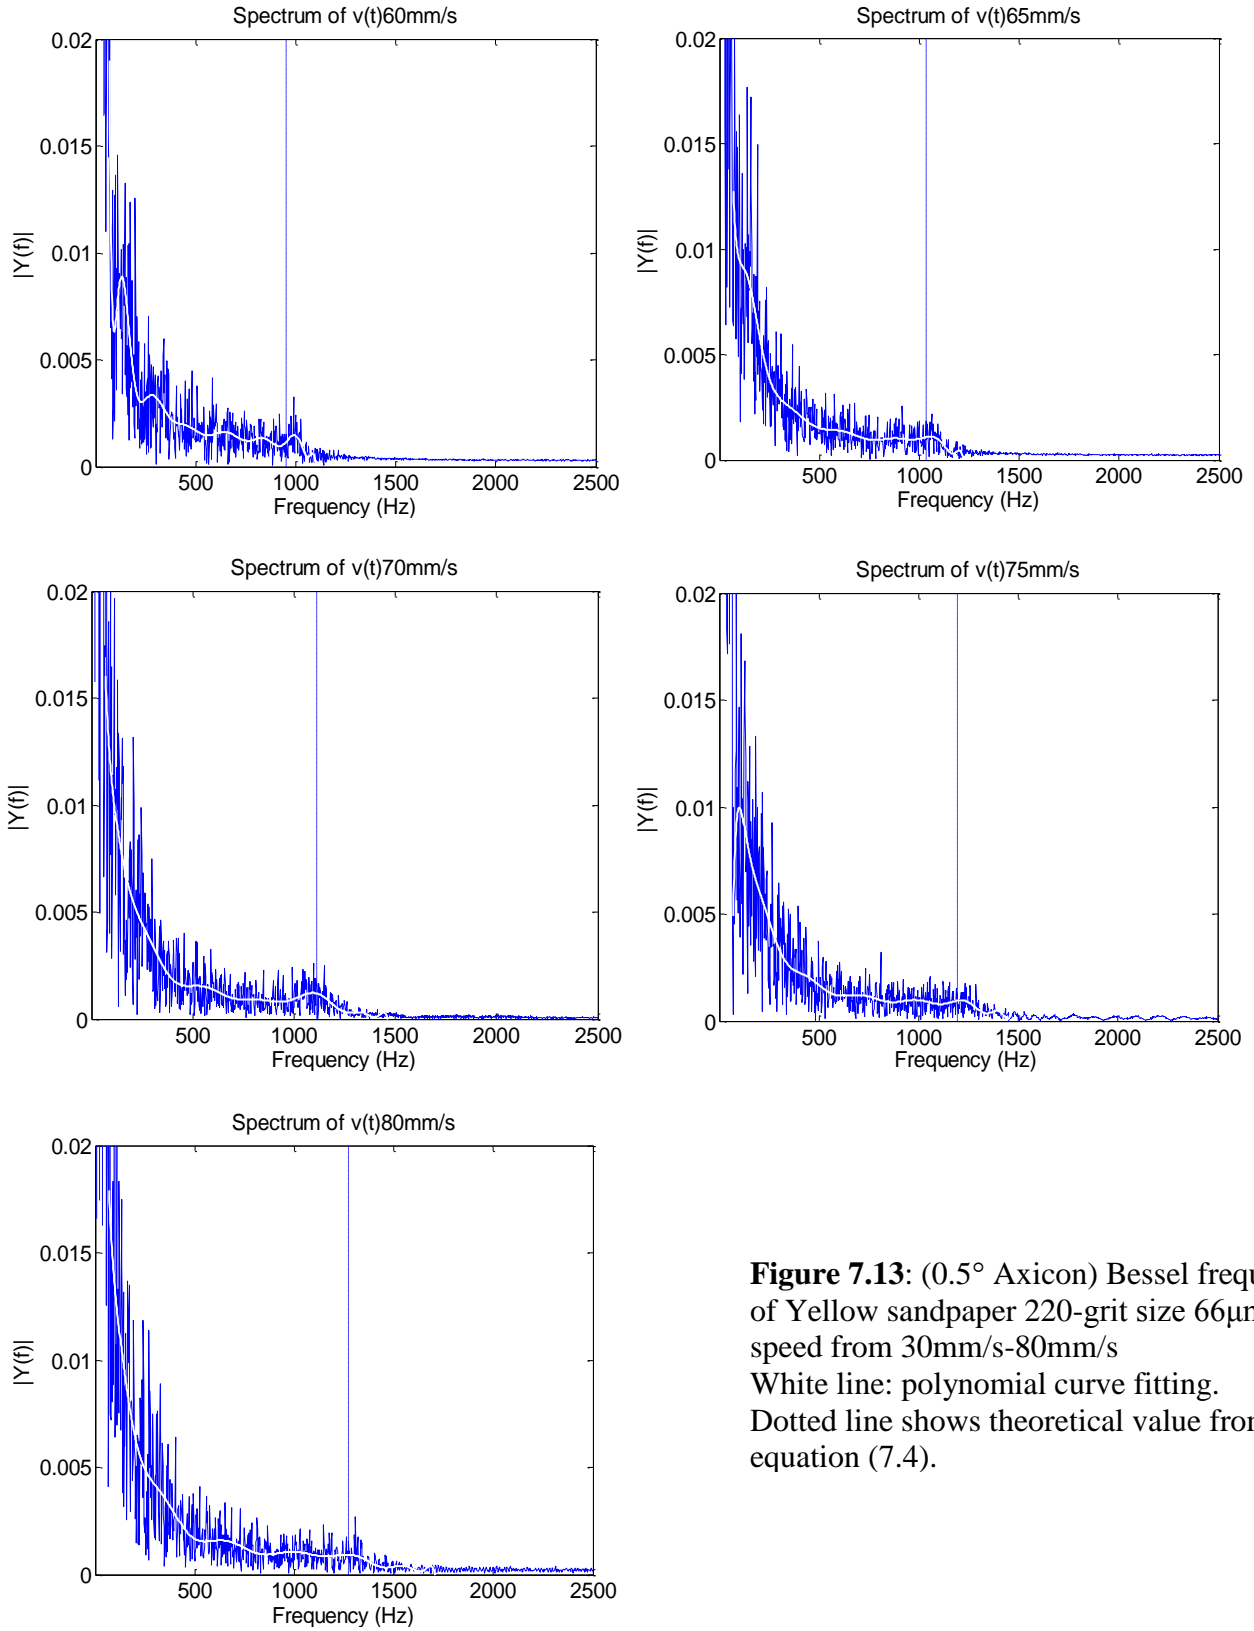 Spectrum of v(t)60mm/s
0.02
0.015
0.01
0.005
0
|Y(f)|
500 1000 1500 2000 2500
Frequency (Hz)
Spectrum of v(t)65mm/s
0.02
0.015
0.01
0.005
0
|Y(f)|
500 1000 1500 2000 2500
Frequency (Hz)
Spectrum of v(t)70mm/s
0.02
0.015
0.01
0.005
0
|Y(f)|
500 1000 1500 2000 2500
Frequency (Hz)
Spectrum of v(t)75mm/s
0.02
0.015
0.01
0.005
0
|Y(f)|
500 1000 1500 2000 2500
Frequency (Hz)
Spectrum of v(t)80mm/s
0.02
0.015
0.01
0.005
0
|Y(f)|
500 1000 1500 2000 2500
Frequency (Hz)
Figure 7.13: (0.5° Axicon) Bessel
of Yellow sandpaper 220-grit size
speed from 30mm/s-80mm/s
White line: polynomial curve fitting.
Dotted line shows theoretical value
equation (7.4).